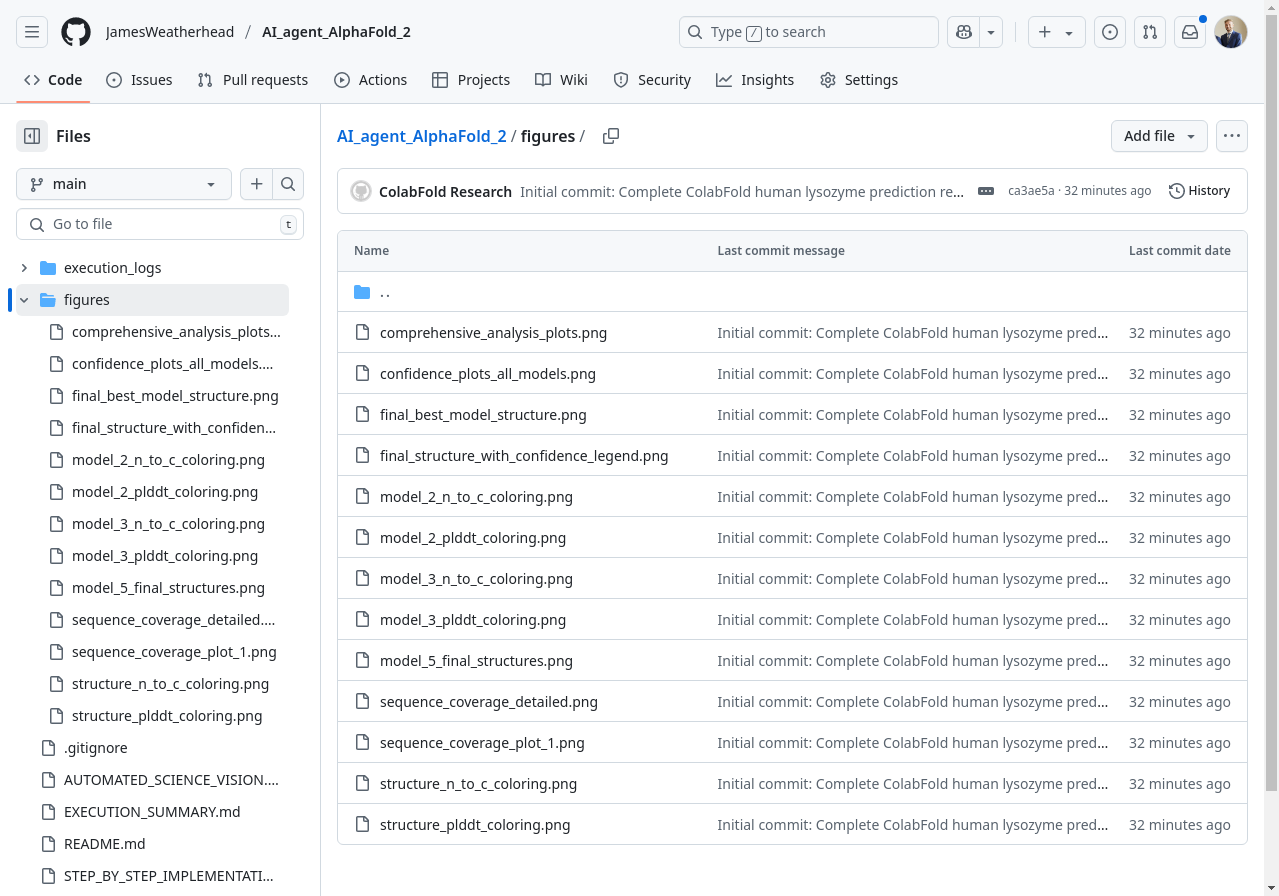 JamesWeatherhead / AI_agent_AlphaFold_2
Type / to search
Code
Issues
Pull requests
Actions
Projects
Wiki
Security
Insights
Settings
Files
main
Go to file
t
execution_logs
figures
comprehensive_analysis_plots...
confidence_plots_all_models....
final_best_model_structure.png
final_structure_with_confiden...
model_2_n_to_c_coloring.png
model_2_plddt_coloring.png
model_3_n_to_c_coloring.png
model_3_plddt_coloring.png
model_5_final_structures.png
sequence_coverage_detailed....
sequence_coverage_plot_1.png
structure_n_to_c_coloring.png
structure_plddt_coloring.png
.gitignore
AUTOMATED_SCIENCE_VISION....
EXECUTION_SUMMARY.md
README.md
STEP_BY_STEP_IMPLEMENTATI...
AI_agent_AlphaFold_2 / figures /
Add file
ColabFold Research Initial commit: Complete ColabFold human lysozyme prediction re... ca3ae5a · 32 minutes ago History
Name Last commit message Last commit date
..
comprehensive_analysis_plots.png Initial commit: Complete ColabFold human lysozyme pred... 32 minutes ago
confidence_plots_all_models.png Initial commit: Complete ColabFold human lysozyme pred... 32 minutes ago
final_best_model_structure.png Initial commit: Complete ColabFold human lysozyme pred... 32 minutes ago
final_structure_with_confidence_legend.png Initial commit: Complete ColabFold human lysozyme pred... 32 minutes ago
model_2_n_to_c_coloring.png Initial commit: Complete ColabFold human lysozyme pred... 32 minutes ago
model_2_plddt_coloring.png Initial commit: Complete ColabFold human lysozyme pred... 32 minutes ago
model_3_n_to_c_coloring.png Initial commit: Complete ColabFold human lysozyme pred... 32 minutes ago
model_3_plddt_coloring.png Initial commit: Complete ColabFold human lysozyme pred... 32 minutes ago
model_5_final_structures.png Initial commit: Complete ColabFold human lysozyme pred... 32 minutes ago
sequence_coverage_detailed.png Initial commit: Complete ColabFold human lysozyme pred... 32 minutes ago
sequence_coverage_plot_1.png Initial commit: Complete ColabFold human lysozyme pred... 32 minutes ago
structure_n_to_c_coloring.png Initial commit: Complete ColabFold human lysozyme pred... 32 minutes ago
structure_plddt_coloring.png Initial commit: Complete ColabFold human lysozyme pred... 32 minutes ago